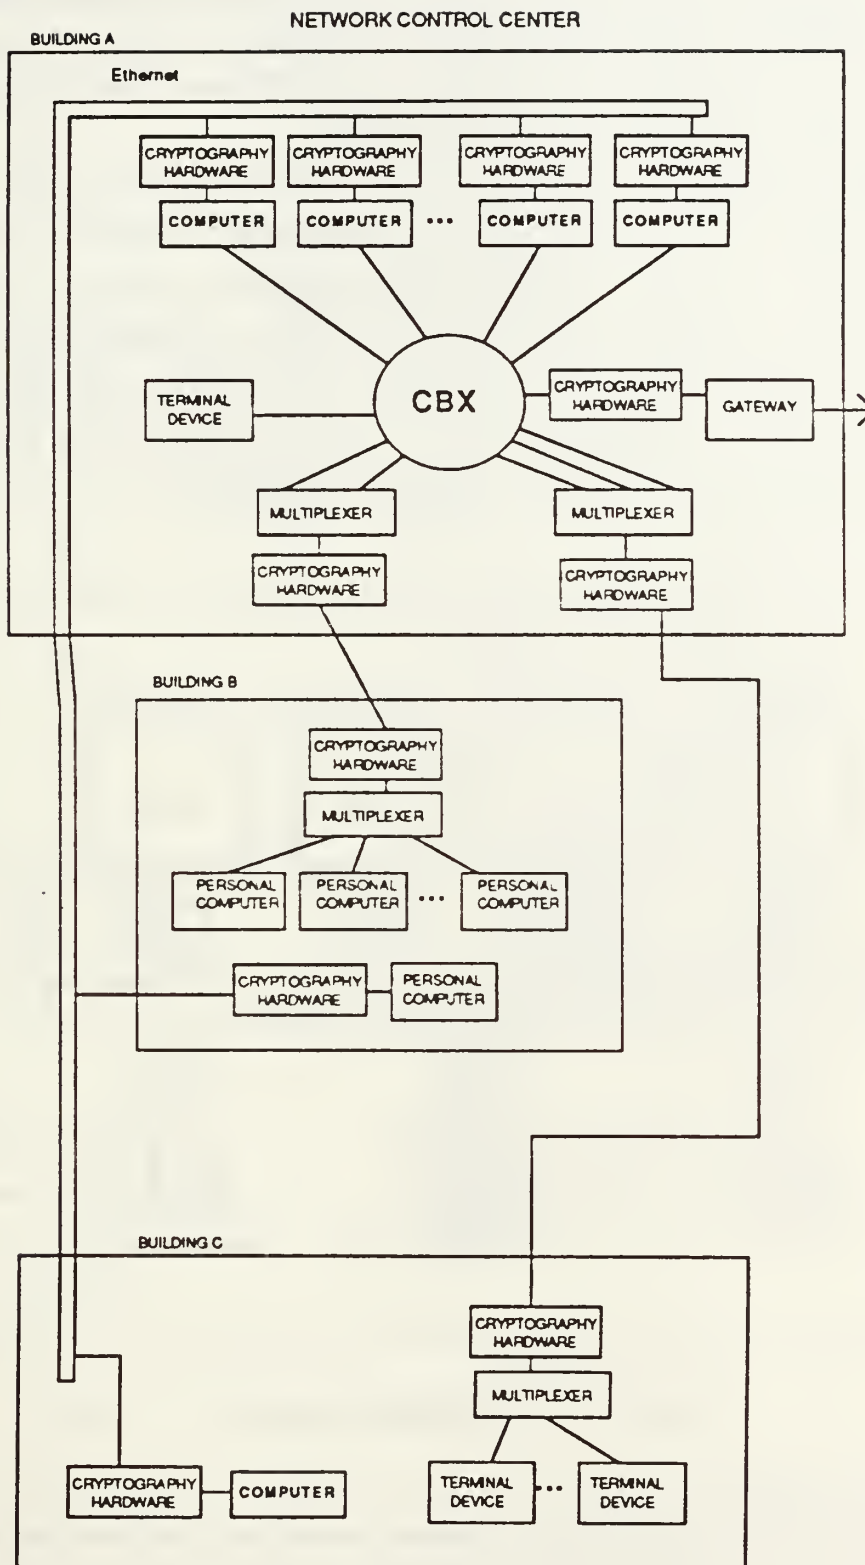 NETWORK CONTROL CENTER
BUILDING A
Ethernet
CRYPTOGRAPHY
HARDWARE
CRYPTOGRAPHY
HARDWARE
CRYPTOGRAPHY
HARDWARE
CRYPTOGRAPHY
HARDWARE
COMPUTER
COMPUTER
...
COMPUTER
COMPUTER
TERMINAL
DEVICE
CBX
CRYPTOGRAPHY
HARDWARE
GATEWAY
MULTIPLEXER
MULTIPLEXER
CRYPTOGRAPHY
HARDWARE
CRYPTOGRAPHY
HARDWARE
BUILDING B
CRYPTOGRAPHY
HARDWARE
MULTIPLEXER
PERSONAL
COMPUTER
PERSONAL
COMPUTER
...
PERSONAL
COMPUTER
CRYPTOGRAPHY
HARDWARE
PERSONAL
COMPUTER
BUILDING C
CRYPTOGRAPHY
HARDWARE
MULTIPLEXER
CRYPTOGRAPHY
HARDWARE
COMPUTER
TERMINAL
DEVICE
...
TERMINAL
DEVICE